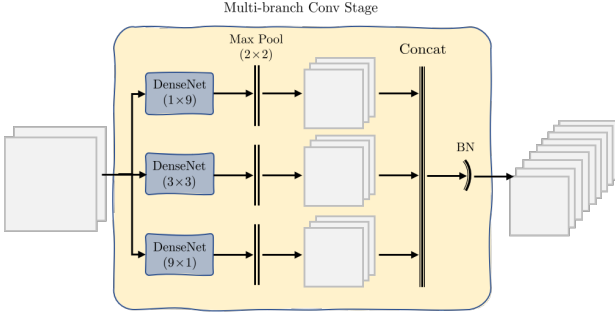 Multi-branch Conv Stage
Max Pool
(2×2)
Concat
DenseNet
(1×9)
DenseNet
(3×3)
BN
DenseNet
(9×1)